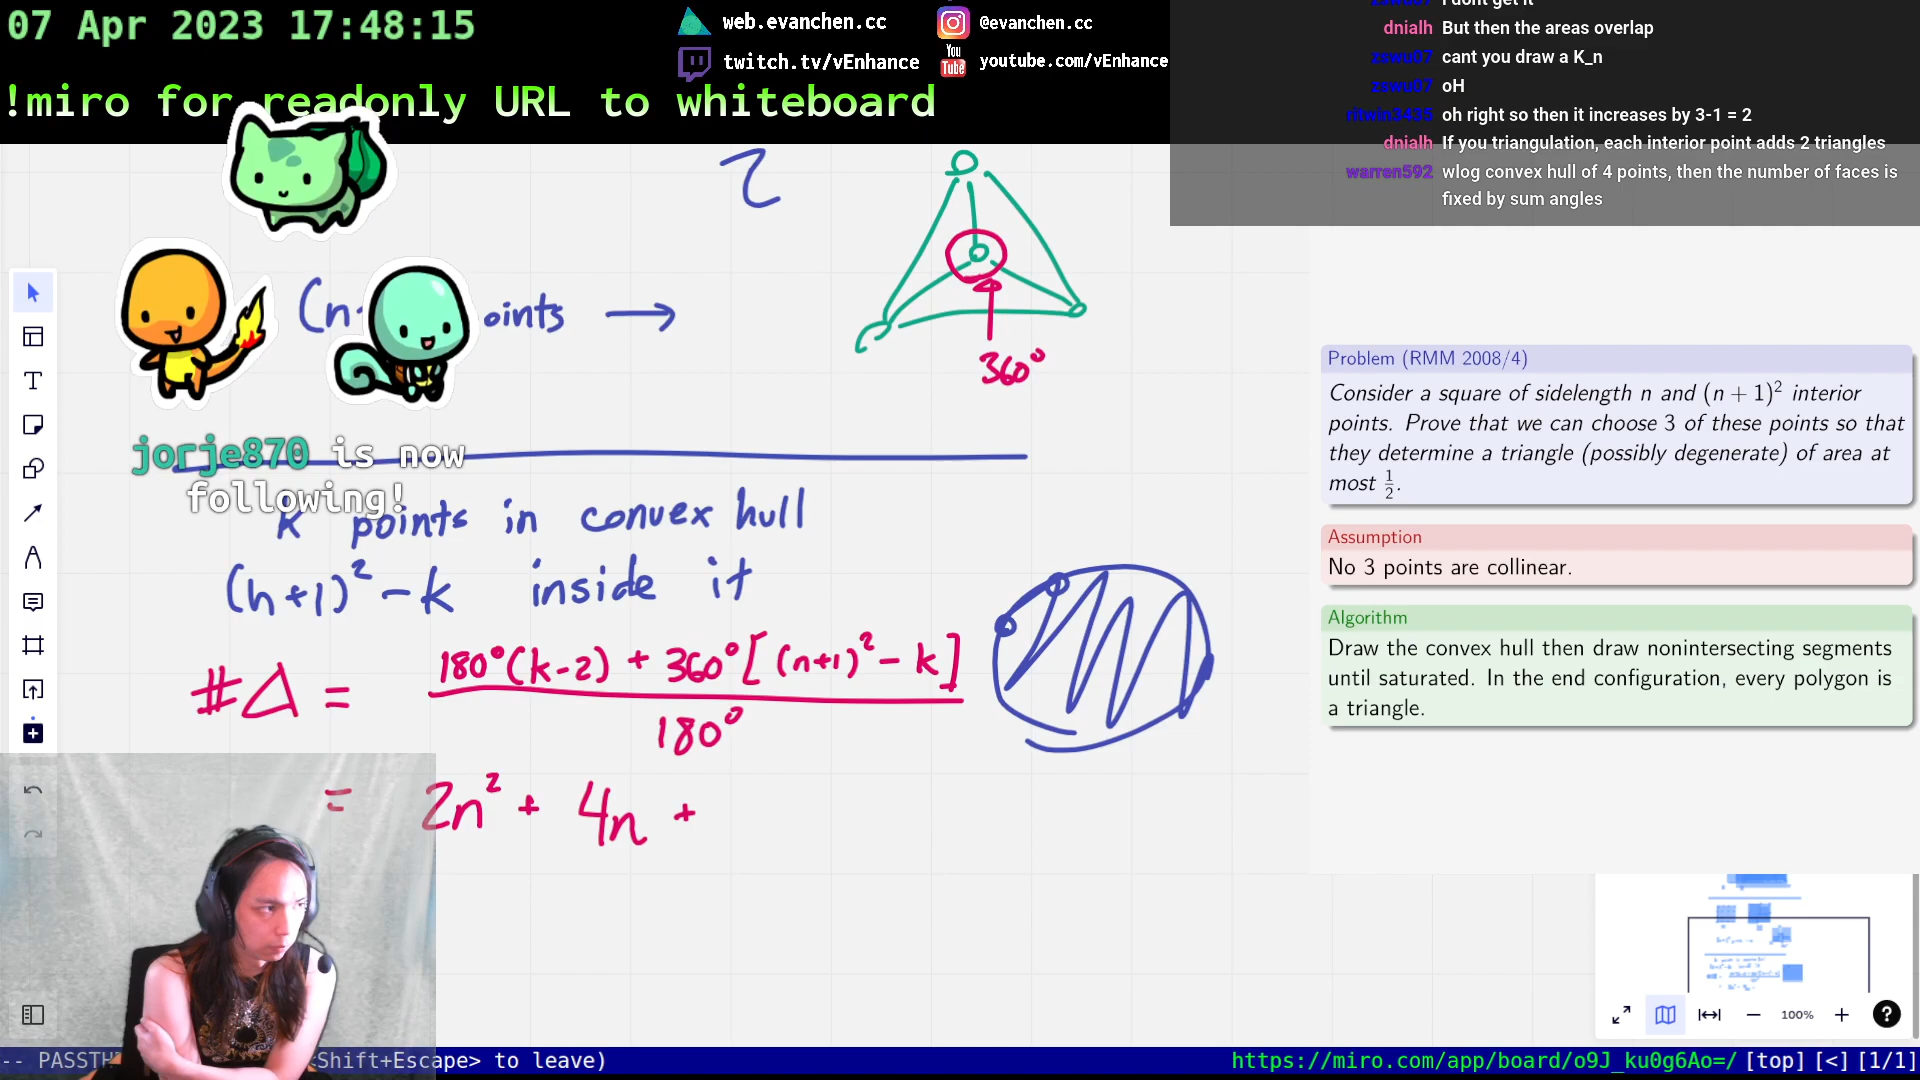 07 Apr 2023 17:48:15
!miro for readonly URL to whiteboard
web.evanchen.cc
@evanchen.cc
twitch.tv/vEnhance
You Tube
youtube.com/vEnhance
dnialh But then the areas overlap
zswu07 cant you draw a K_n
zswu07 oH
ritwin3435 oh right so then it increases by 3-1 = 2
dnialh If you triangulation, each interior point adds 2 triangles
warren592 wlog convex hull of 4 points, then the number of faces is
fixed by sum angles
(n- oints →
360°
jorje870 is now
following!
k points in convex hull
(n+1)² - k inside it
#Δ = 180°(k-2) + 360°[(n+1)² - k]
180°
= 2n² + 4n +
Problem (RMM 2008/4)
Consider a square of sidelength n and (n + 1)² interior
points. Prove that we can choose 3 of these points so that
they determine a triangle (possibly degenerate) of area at
most 1/2.
Assumption
No 3 points are collinear.
Algorithm
Draw the convex hull then draw nonintersecting segments
until saturated. In the end configuration, every polygon is
a triangle.
100%
-- PASSTH <Shift+Escape> to leave)
https://miro.com/app/board/o9J_ku0g6Ao=/ [top] [<] [1/1]